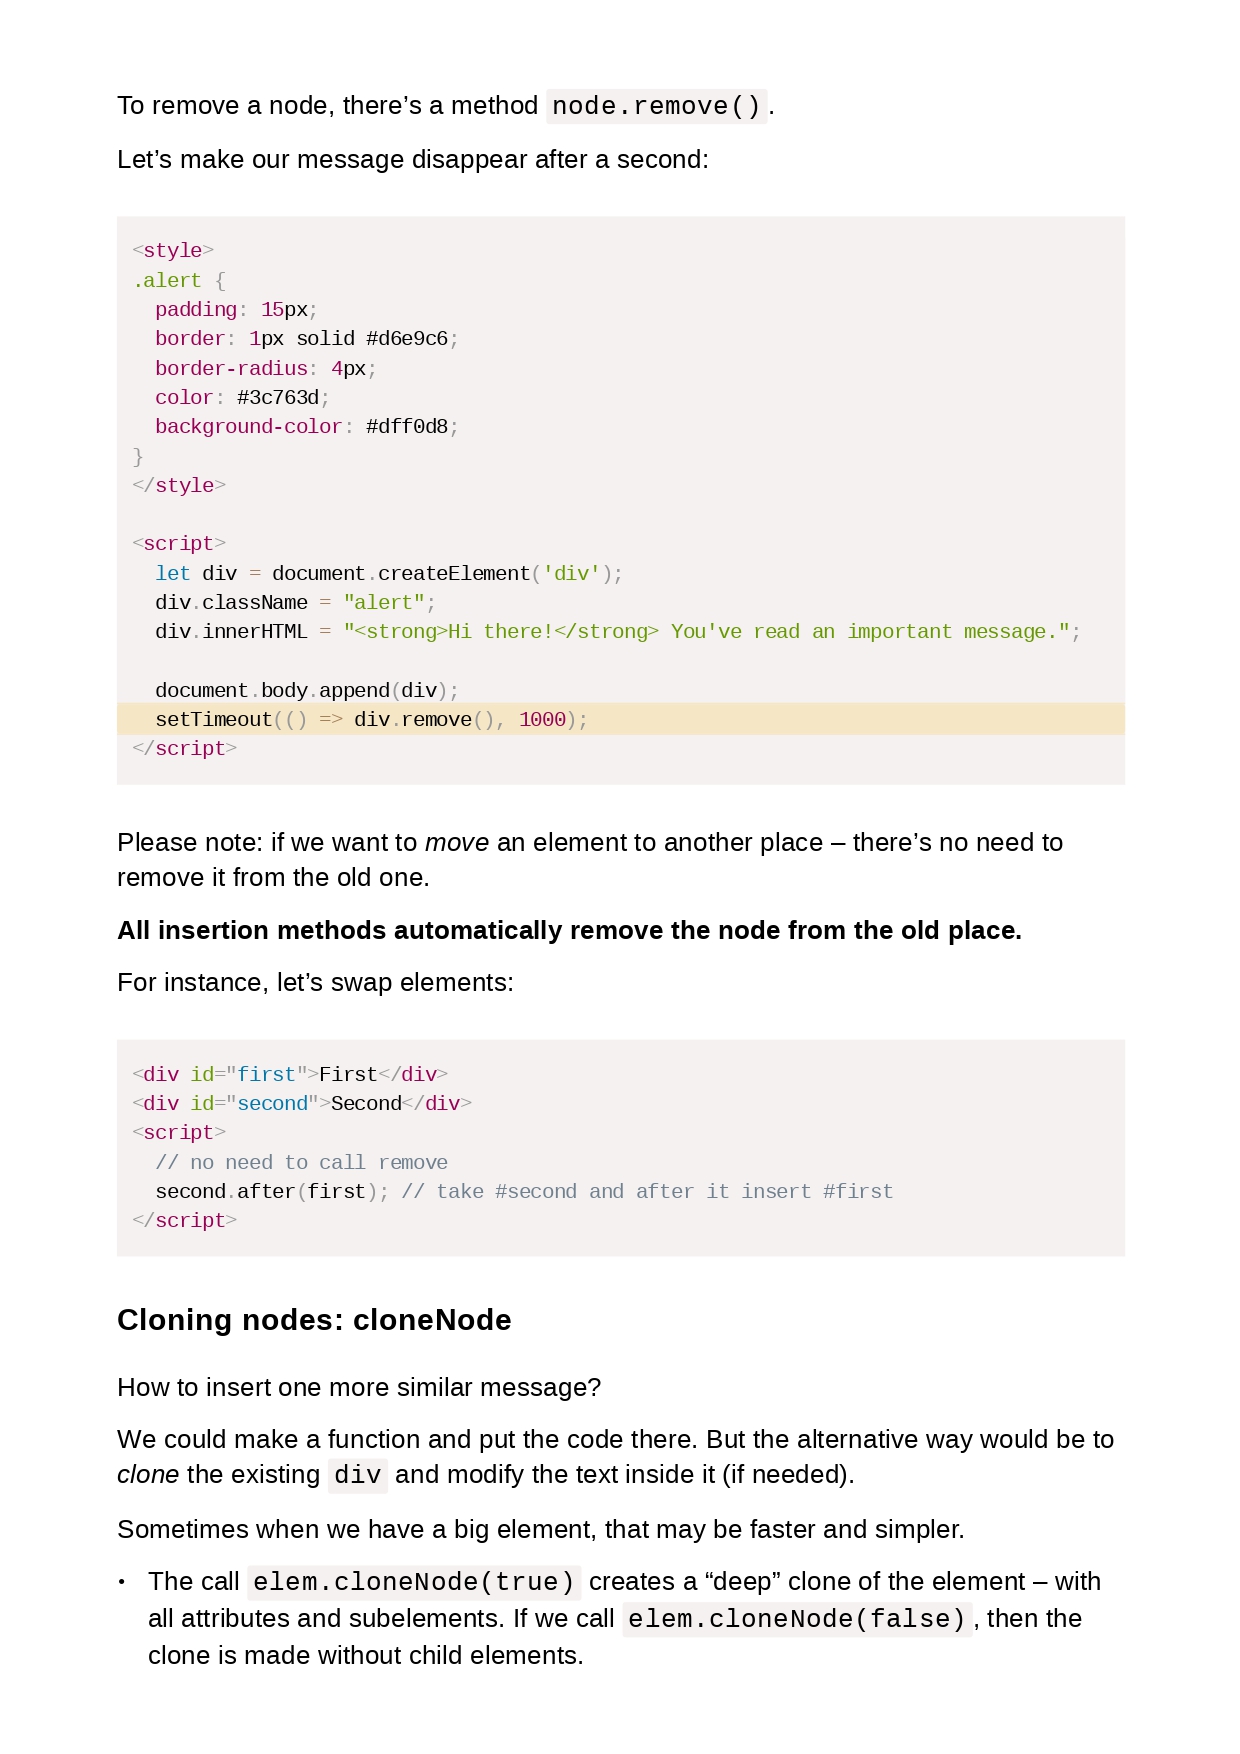 To remove a node, there’s a method node.remove().
Let’s make our message disappear after a second:
<style>
.alert {
  padding: 15px;
  border: 1px solid #d6e9c6;
  border-radius: 4px;
  color: #3c763d;
  background-color: #dff0d8;
}
</style>
<script>
  let div = document.createElement('div');
  div.className = "alert";
  div.innerHTML = "<strong>Hi there!</strong> You've read an important message.";
  document.body.append(div);
  setTimeout(() => div.remove(), 1000);
</script>
Please note: if we want to move an element to another place – there’s no need to
remove it from the old one.
All insertion methods automatically remove the node from the old place.
For instance, let’s swap elements:
<div id="first">First</div>
<div id="second">Second</div>
<script>
  // no need to call remove
  second.after(first); // take #second and after it insert #first
</script>
Cloning nodes: cloneNode
How to insert one more similar message?
We could make a function and put the code there. But the alternative way would be to
clone the existing div and modify the text inside it (if needed).
Sometimes when we have a big element, that may be faster and simpler.
• The call elem.cloneNode(true) creates a “deep” clone of the element – with
all attributes and subelements. If we call elem.cloneNode(false), then the
clone is made without child elements.